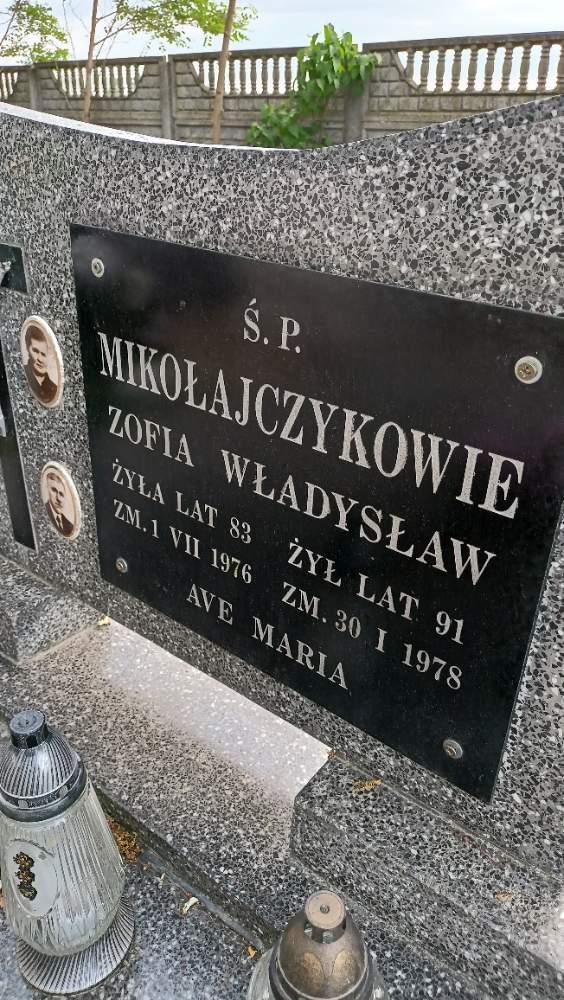 Ś. P.
MIKOŁAJCZYKOWIE
ZOFIA WŁADYSŁAW
ŻYŁA LAT 83 ŻYŁ LAT 91
ZM. 1 VII 1976 ZM. 30 I 1978
AVE MARIA